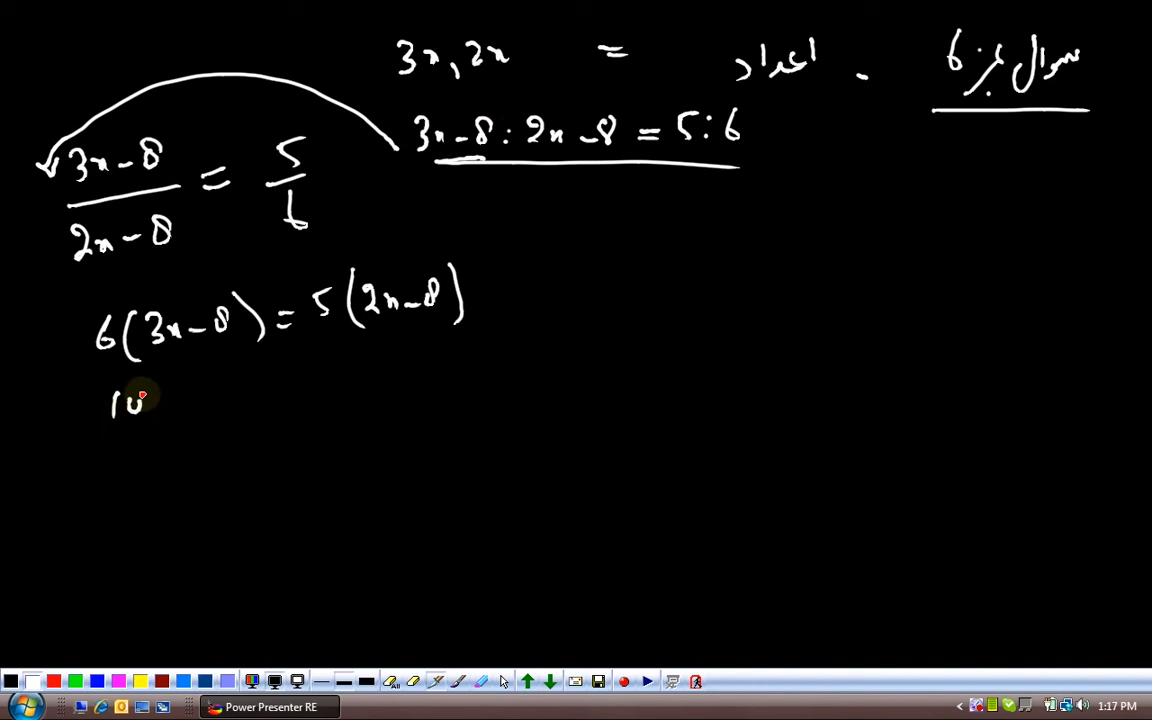 سوال نمبر 6
اعداد = 3x, 2x
3x-8 : 2x-8 = 5:6
3x-8 / 2x-8 = 5/6
6(3x-8) = 5(2x-8)
Power Presenter RE
1:17 PM